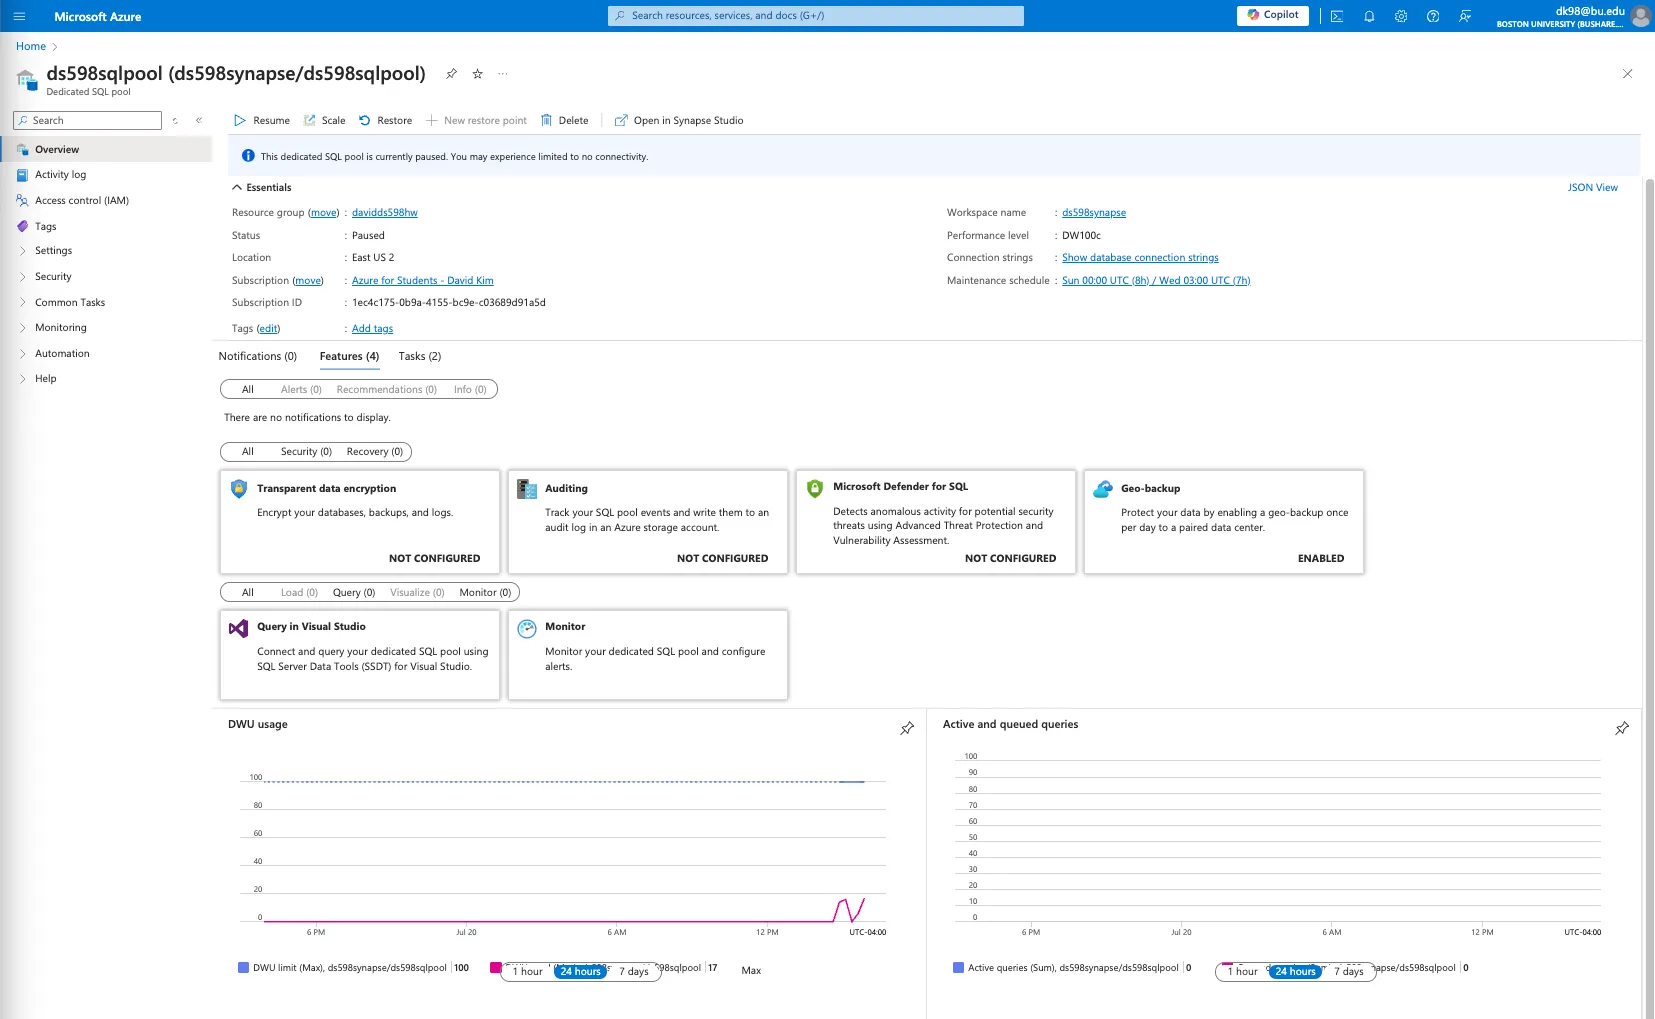 Microsoft Azure
Search resources, services, and docs (G+/)
Copilot
dk98@bu.edu
BOSTON UNIVERSITY (BUSHARE....
Home
ds598sqlpool (ds598synapse/ds598sqlpool)
Dedicated SQL pool
Search
Resume
Scale
Restore
New restore point
Delete
Open in Synapse Studio
Overview
Activity log
Access control (IAM)
Tags
Settings
Security
Common Tasks
Monitoring
Automation
Help
This dedicated SQL pool is currently paused. You may experience limited to no connectivity.
Essentials
JSON View
Resource group (move) : davidds598hw
Status : Paused
Location : East US 2
Subscription (move) : Azure for Students - David Kim
Subscription ID : 1ec4c175-0b9a-4155-bc9e-c03689d91a5d
Tags (edit) : Add tags
Workspace name : ds598synapse
Performance level : DW100c
Connection strings : Show database connection strings
Maintenance schedule : Sun 00:00 UTC (8h) / Wed 03:00 UTC (7h)
Notifications (0) Features (4) Tasks (2)
All Alerts (0) Recommendations (0) Info (0)
There are no notifications to display.
All Security (0) Recovery (0)
Transparent data encryption
Encrypt your databases, backups, and logs.
NOT CONFIGURED
Auditing
Track your SQL pool events and write them to an
audit log in an Azure storage account.
NOT CONFIGURED
Microsoft Defender for SQL
Detects anomalous activity for potential security
threats using Advanced Threat Protection and
Vulnerability Assessment.
NOT CONFIGURED
Geo-backup
Protect your data by enabling a geo-backup once
per day to a paired data center.
ENABLED
All Load (0) Query (0) Visualize (0) Monitor (0)
Query in Visual Studio
Connect and query your dedicated SQL pool using
SQL Server Data Tools (SSDT) for Visual Studio.
Monitor
Monitor your dedicated SQL pool and configure
alerts.
DWU usage
100
80
60
40
20
0
6 PM Jul 20 6 AM 12 PM UTC-04:00
DWU limit (Max), ds598synapse/ds598sqlpool 100
sqlpool 17
1 hour 24 hours 7 days
Max
Active and queued queries
100
90
80
70
60
50
40
30
20
10
0
6 PM Jul 20 6 AM 12 PM UTC-04:00
Active queries (Sum), ds598synapse/ds598sqlpool 0
napse/ds598sqlpool 0
1 hour 24 hours 7 days